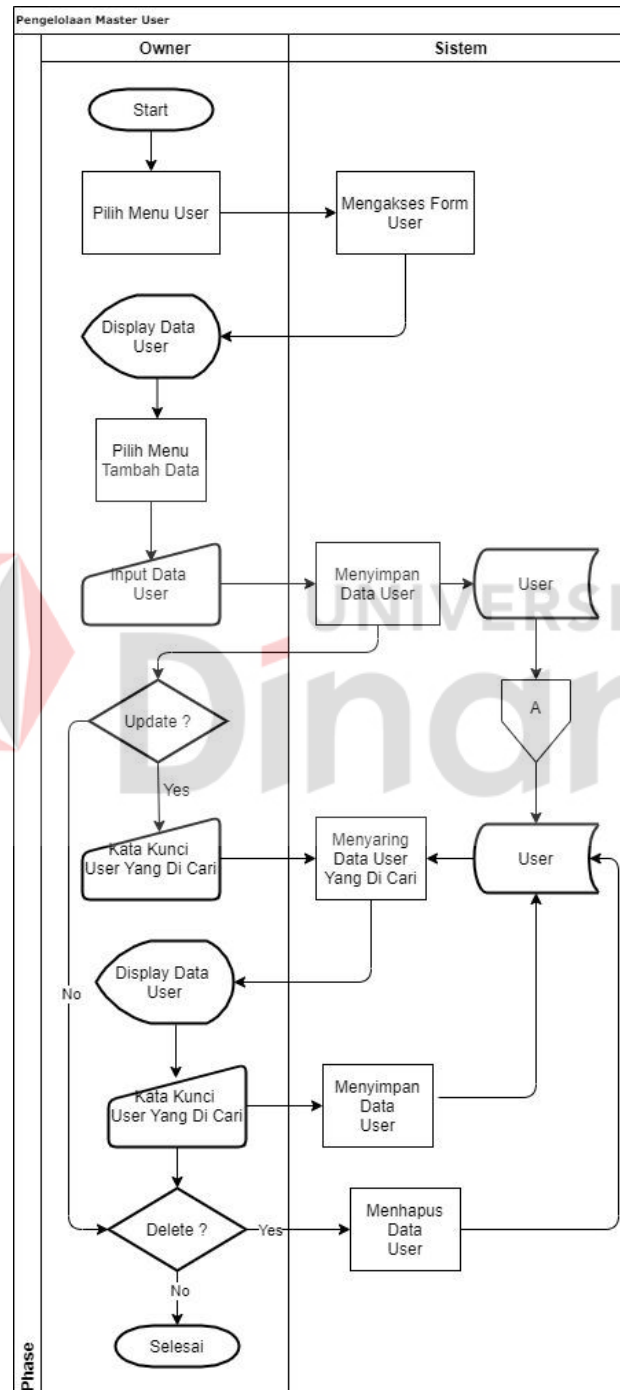 Pengelolaan Master User
Owner
Sistem
Start
Pilih Menu User
Mengakses Form
User
Display Data
User
Pilih Menu
Tambah Data
Input Data
User
Menyimpan
Data User
User
UNIVERSI
Dinam
A
Update ?
Yes
Kata Kunci
User Yang Di Cari
Menyaring
Data User
Yang Di Cari
User
No
Display Data
User
Kata Kunci
User Yang Di Cari
Menyimpan
Data
User
Delete ?
Yes
Menhapus
Data
User
No
Selesai
Phase